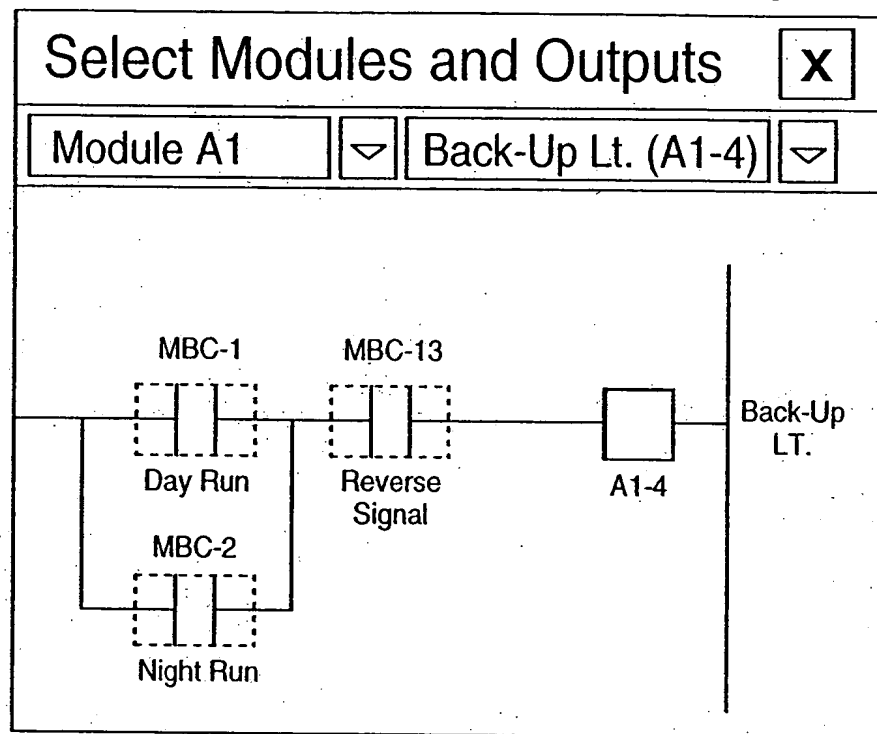 Select Modules and Outputs X
Module A1 Back-Up Lt. (A1-4)
MBC-1 MBC-13
Day Run Reverse Signal
A1-4
Back-Up LT.
MBC-2
Night Run